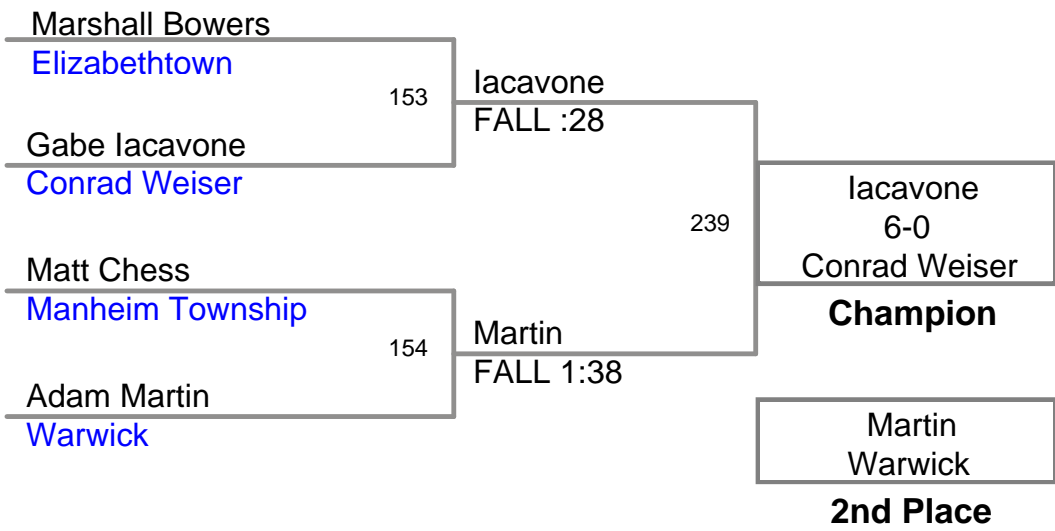 Marshall Bowers
Elizabethtown
153
Iacavone
FALL :28
Gabe Iacavone
Conrad Weiser
239
Iacavone
6-0
Conrad Weiser
Champion
Matt Chess
Manheim Township
154
Martin
FALL 1:38
Adam Martin
Warwick
Martin
Warwick
2nd Place